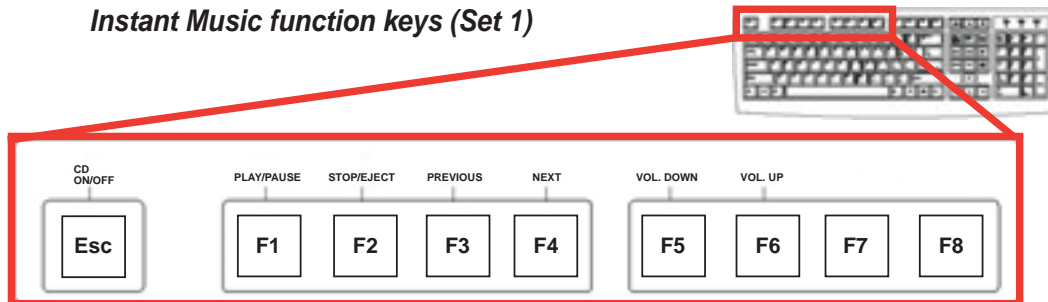 Instant Music function keys (Set 1)
CD
ON/OFF
PLAY/PAUSE STOP/EJECT PREVIOUS NEXT VOL. DOWN VOL. UP
Esc F1 F2 F3 F4 F5 F6 F7 F8